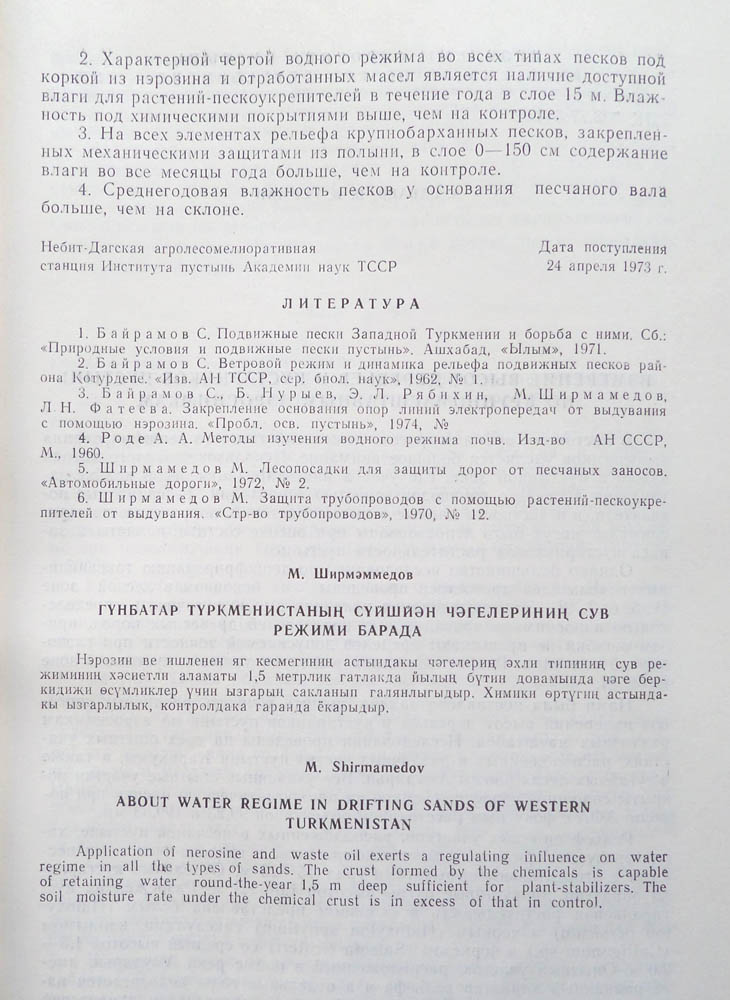 2. Характерной чертой водного режима во всех типах песков под
коркой из нэрозина и отработанных масел является наличие доступной
влаги для растений-пескоукрепителей в течение года в слое 15 м. Влаж-
ность под химическими покрытиями выше, чем на контроле.
3. На всех элементах рельефа крупнобарханных песков, закреплен-
ных механическими защитами из полыни, в слое 0—150 см содержание
влаги во все месяцы года больше, чем на контроле.
4. Среднегодовая влажность песков у основания песчаного вала
больше, чем на склоне.
Небит-Дагская агролесомелиоративная
станция Института пустынь Академии наук ТССР
Дата поступления
24 апреля 1973 г.
ЛИТЕРАТУРА
1. Байрамов С. Подвижные пески Западной Туркмении и борьба с ними. Сб.:
«Природные условия и подвижные пески пустынь». Ашхабад, «Ылым», 1971.
2. Байрамов С. Ветровой режим и динамика рельефа подвижных песков рай-
она Котурдепе. «Изв. АН ТССР, сер. биол. наук», 1962, № 1.
3. Байрамов С., Б. Нурыев, Э. Л. Рябихин, М. Ширмамедов,
Л. Н. Фатеева. Закрепление основания опор линий электропередач от выдувания
с помощью нэрозина. «Пробл. осв. пустынь», 1974, №
4. Роде А. А. Методы изучения водного режима почв. Изд-во АН СССР,
М., 1960.
5. Ширмамедов М. Лесопосадки для защиты дорог от песчаных заносов.
«Автомобильные дороги», 1972, № 2.
6. Ширмамедов М. Защита трубопроводов с помощью растений-пескоукре-
пителей от выдувания. «Стр-во трубопроводов», 1970, № 12.
М. Ширмәммедов
ГҮНБАТАР ТҮРКМЕНИСТАНЫҢ СҮЙШЙӘН ЧӘГЕЛЕРИНИҢ СУВ
РЕЖИМИ БАРАДА
Нэрозин ве ишленен яг кесмегиниң астындакы чәгелериң әхли типиниң сув ре-
жиминиң хәсиетли аламаты 1,5 метрлик гатлакда йылың бүтин довамында чәге бер-
кидижи өсүмликлер үчин ызгарың сакланып галянлыгыдыр. Химики өртүгиң астында-
кы ызгарлылык, контролдака гаранда ёкарыдыр.
M. Shirmamedov
ABOUT WATER REGIME IN DRIFTING SANDS OF WESTERN
TURKMENISTAN
Application of nerosine and waste oil exerts a regulating influence on water
regime in all the types of sands. The crust formed by the chemicals is capable
of retaining water round-the-year 1,5 m deep sufficient for plant-stabilizers. The
soil moisture rate under the chemical crust is in excess of that in control.